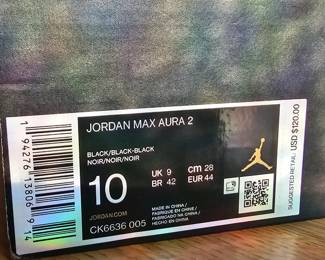 JORDAN MAX AURA 2
BLACK/BLACK-BLACK
NOIR/NOIR/NOIR
10
UK 9
BR 42
CM 28
EUR 44
JORDAN.COM
CK6636 005
MADE IN CHINA /
FABRIQUÉ EN CHINE /
FABRICADO NA CHINA /
HECHO EN CHINA
SUGGESTED RETAIL USD $120.00